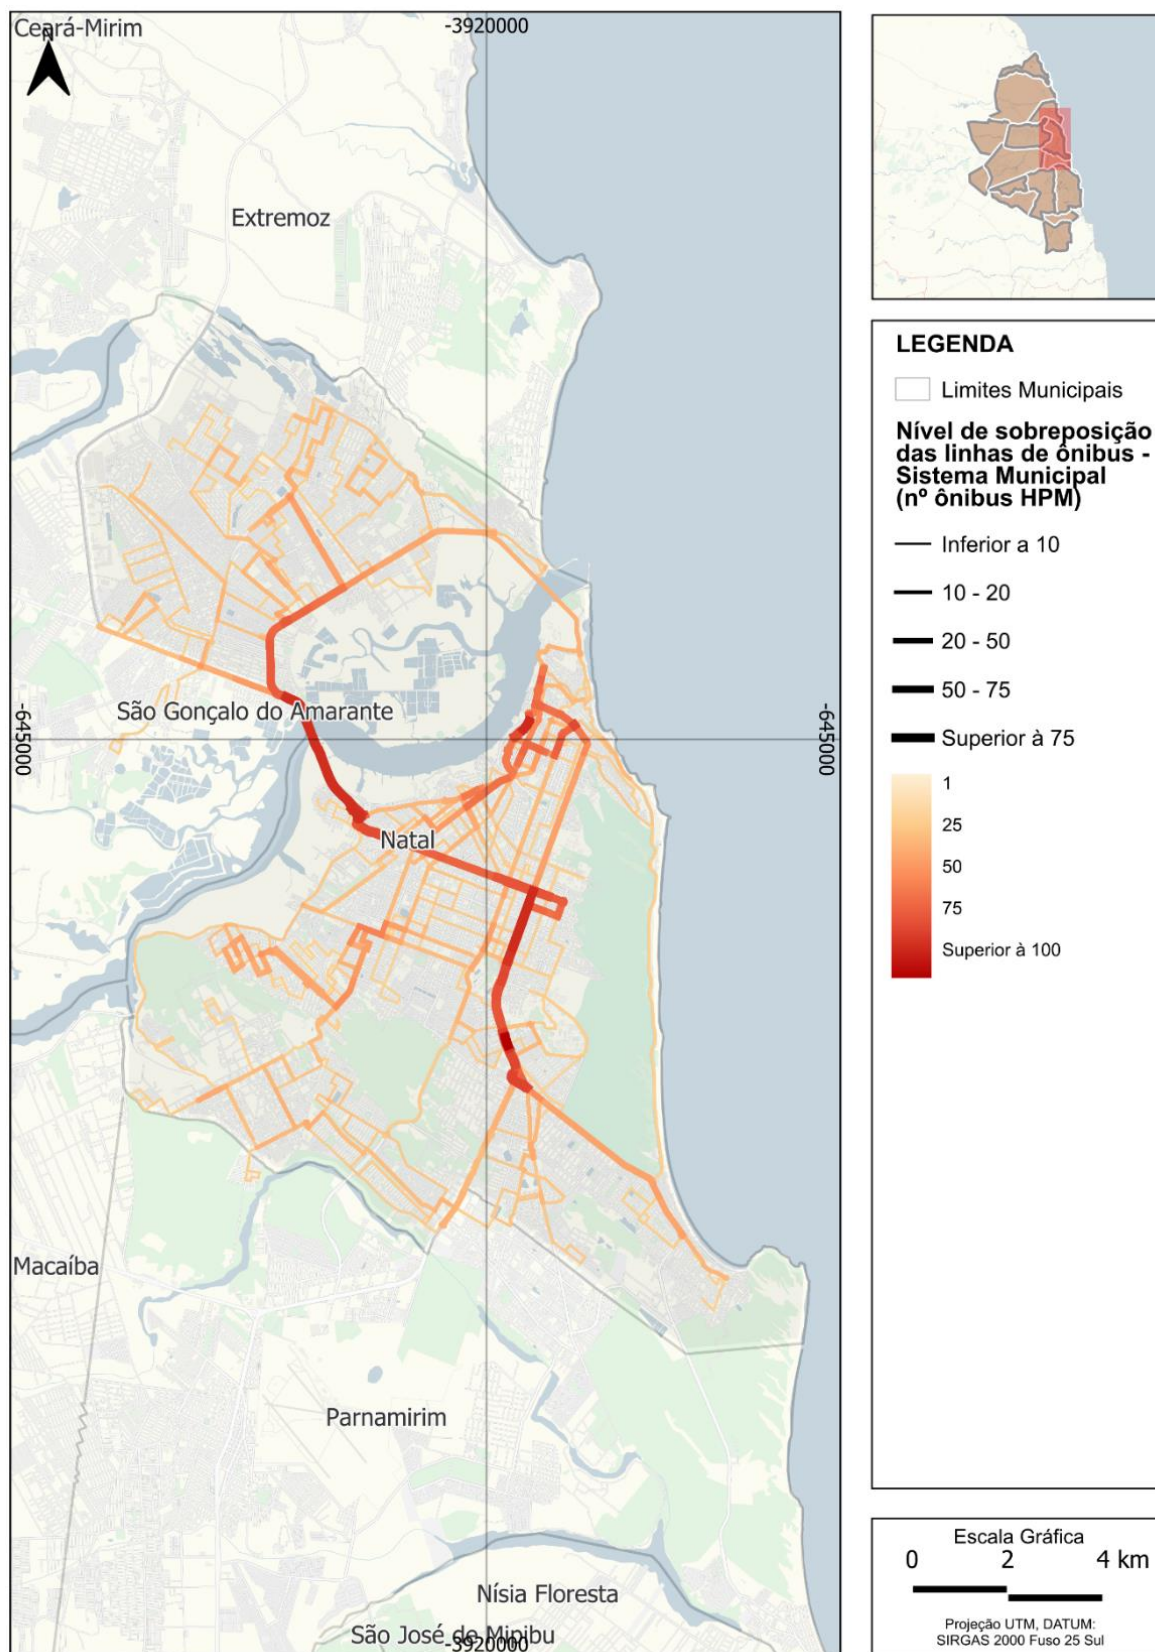 Ceará-Mirim
-3920000
N
Extremoz
São Gonçalo do Amarante
-645000
-645000
Natal
Macaíba
Parnamirim
Nísia Floresta
São José de Mipibu
-3920000
LEGENDA
Limites Municipais
Nível de sobreposição
das linhas de ônibus -
Sistema Municipal
(nº ônibus HPM)
Inferior a 10
10 - 20
20 - 50
50 - 75
Superior à 75
1
25
50
75
Superior à 100
Escala Gráfica
0 2 4 km
Projeção UTM, DATUM:
SIRGAS 2000 Fuso 25 Sul